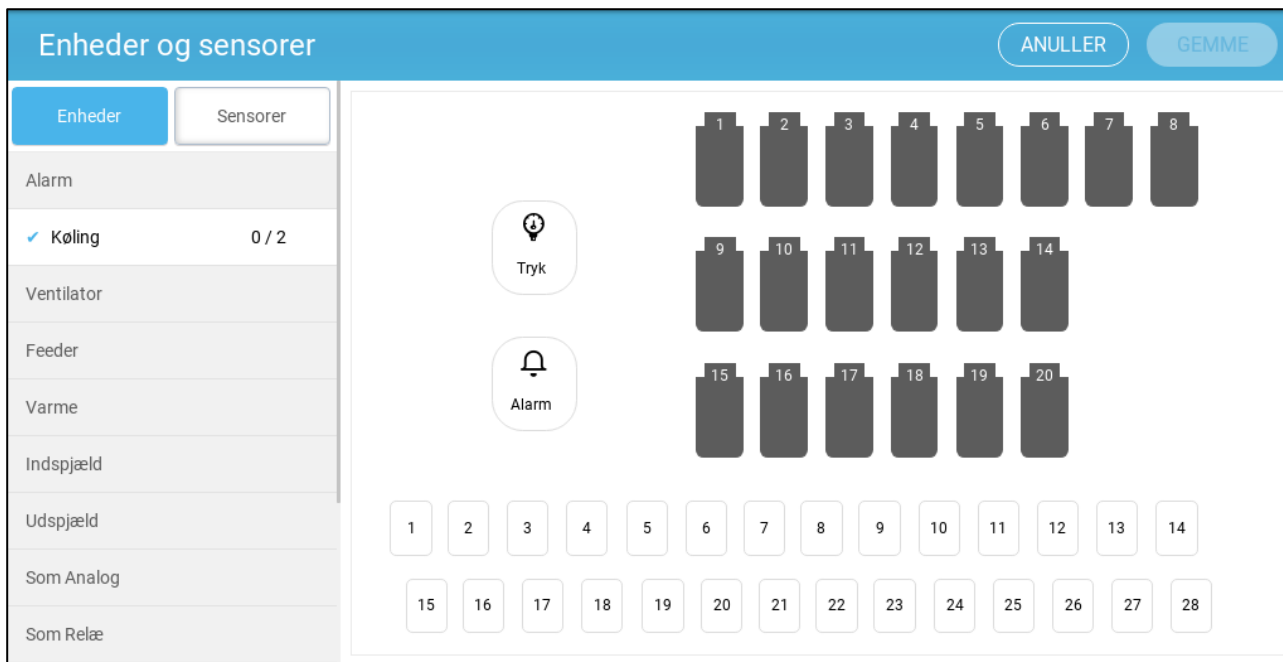 Enheder og sensorer
ANULLER
GEMME
Enheder
Sensorer
Alarm
Køling 0 / 2
Ventilator
Feeder
Varme
Indspjæld
Udspjæld
Som Analog
Som Relæ
Tryk
Alarm
1 2 3 4 5 6 7 8
9 10 11 12 13 14
15 16 17 18 19 20
1 2 3 4 5 6 7 8 9 10 11 12 13 14
15 16 17 18 19 20 21 22 23 24 25 26 27 28